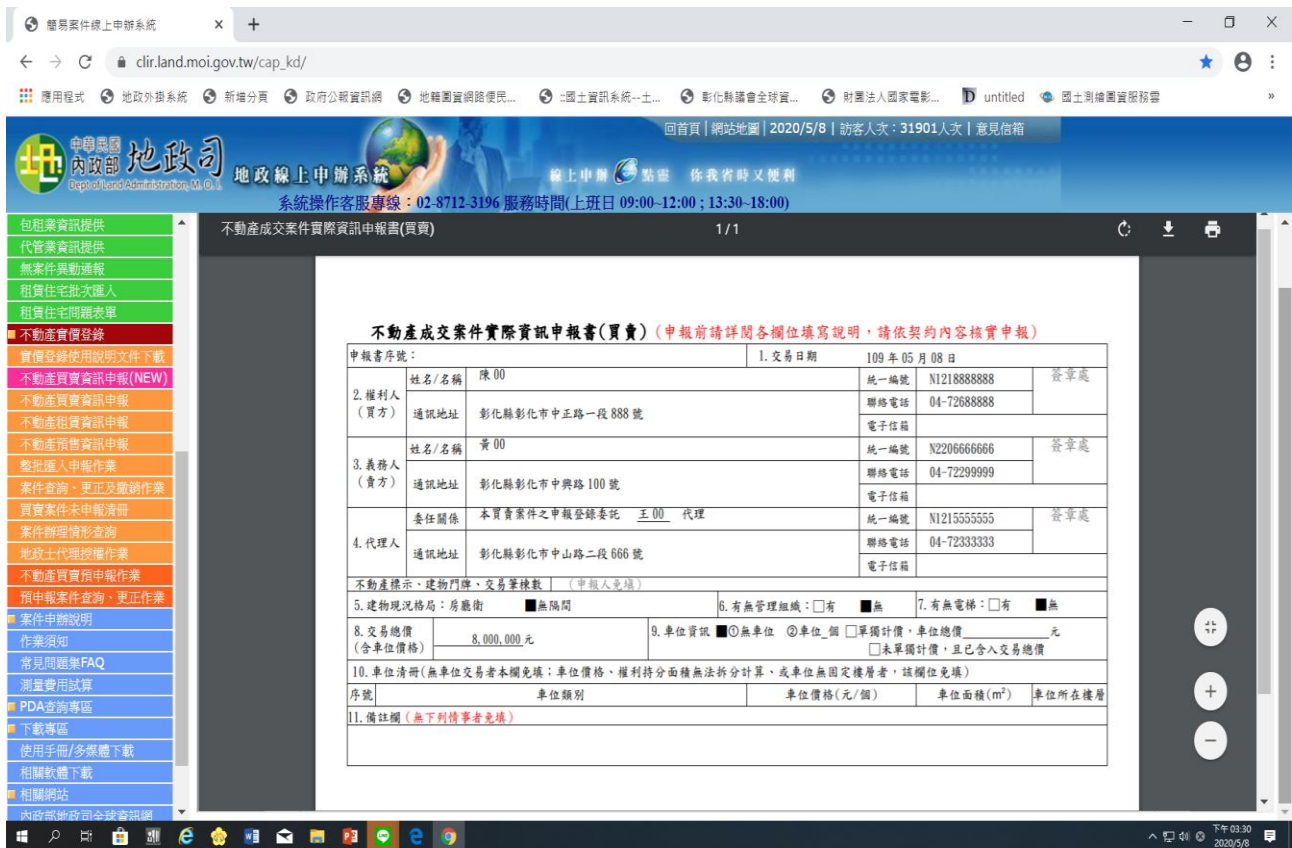 簡易案件線上申辦系統
clir.land.moi.gov.tw/cap_kd/
應用程式 地政外掛系統 新增分頁 政府公報資訊網 地籍圖資網路便民... ::國土資訊系統--土... 彰化縣議會全球資... 財團法人國家電影... untitled 國土測繪圖資服務雲 »
回首頁 | 網站地圖 | 2020/5/8 | 訪客人次：31901人次 | 意見信箱
中華民國 內政部 地政司
Dept of Land Administration, M. O. I.
地政線上申辦系統
線上申辦 e 點靈 你我省時又便利
系統操作客服專線：02-8712-3196 服務時間(上班日 09:00~12:00 ; 13:30~18:00)
包租業資訊提供
代管業資訊提供
無案件異動通報
租賃住宅批次匯入
租賃住宅問題表單
不動產實價登錄
實價登錄使用說明文件下載
不動產買賣資訊申報(NEW)
不動產買賣資訊申報
不動產租賃資訊申報
不動產預售資訊申報
整批匯入申報作業
案件查詢、更正及撤銷作業
買賣案件未申報清冊
案件辦理情形查詢
地政士代理授權作業
不動產買賣預申報作業
預申報案件查詢、更正作業
案件申辦說明
作業須知
常見問題集FAQ
測量費用試算
PDA查詢專區
下載專區
使用手冊/多媒體下載
相關軟體下載
相關網站
內政部地政司全球資訊網
不動產成交案件實際資訊申報書(買賣) 1/1
不動產成交案件實際資訊申報書(買賣)（申報前請詳閱各欄位填寫說明，請依契約內容核實申報）
申報書序號： 1.交易日期 109 年 05 月 08 日
2.權利人（買方） 姓名/名稱 陳00 統一編號 N1218888888 簽章處
通訊地址 彰化縣彰化市中正路一段 888 號 聯絡電話 04-72688888
電子信箱
3.義務人（賣方） 姓名/名稱 黃00 統一編號 N2206666666 簽章處
通訊地址 彰化縣彰化市中興路 100 號 聯絡電話 04-72299999
電子信箱
4.代理人 委任關係 本買賣案件之申報登錄委託 王00 代理 統一編號 N1215555555 簽章處
通訊地址 彰化縣彰化市中山路二段 666 號 聯絡電話 04-72333333
電子信箱
不動產標示、建物門牌、交易筆棟數 （申報人免填）
5.建物現況格局：房廳衛 ■無隔間 6.有無管理組織：□有 ■無 7.有無電梯：□有 ■無
8.交易總價（含車位價格） 8,000,000 元 9.車位資訊 ■①無車位 ②車位_個 □單獨計價，車位總價 元
□未單獨計價，且已含入交易總價
10.車位清冊(無車位交易者本欄免填；車位價格、權利持分面積無法拆分計算、或車位無固定樓層者，該欄位免填)
序號 車位類別 車位價格(元/個) 車位面積(m²) 車位所在樓層
11.備註欄（無下列情事者免填）
下午 03:30
2020/5/8